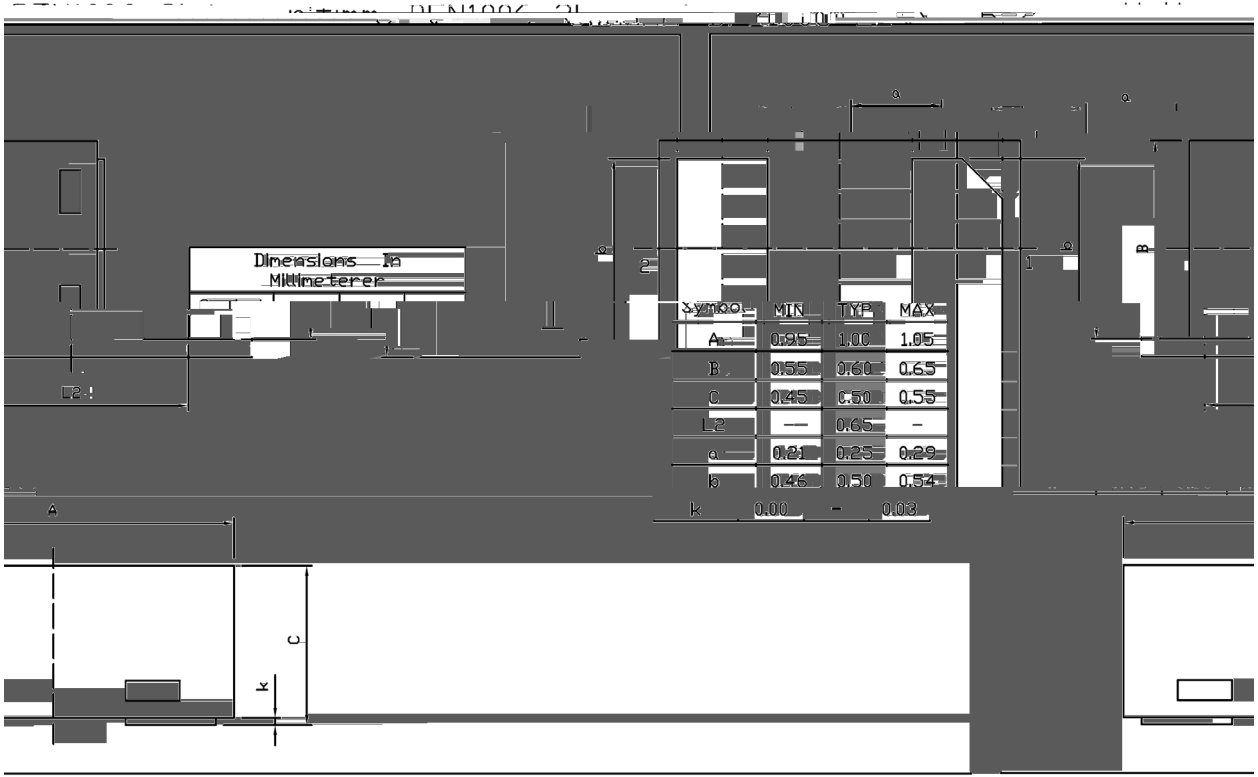 DFN1006-2L
a
a
Dimensions In
Millimeterer
b
2
b
1
B
Symbol MIN TYP MAX
A 0.95 1.00 1.05
B 0.55 0.60 0.65
C 0.45 0.50 0.55
L2 — 0.65 -
a 0.21 0.25 0.29
b 0.46 0.50 0.54
k 0.00 - 0.03
L2
A
C
k